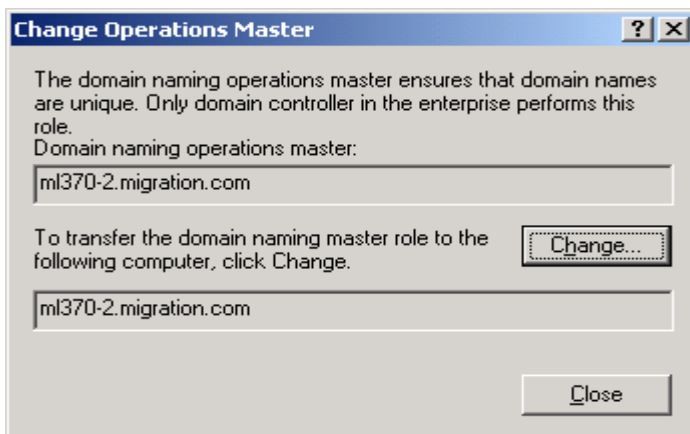 Change Operations Master
The domain naming operations master ensures that domain names
are unique. Only domain controller in the enterprise performs this
role.
Domain naming operations master:
ml370-2.migration.com
To transfer the domain naming master role to the
following computer, click Change.
Change...
ml370-2.migration.com
Close